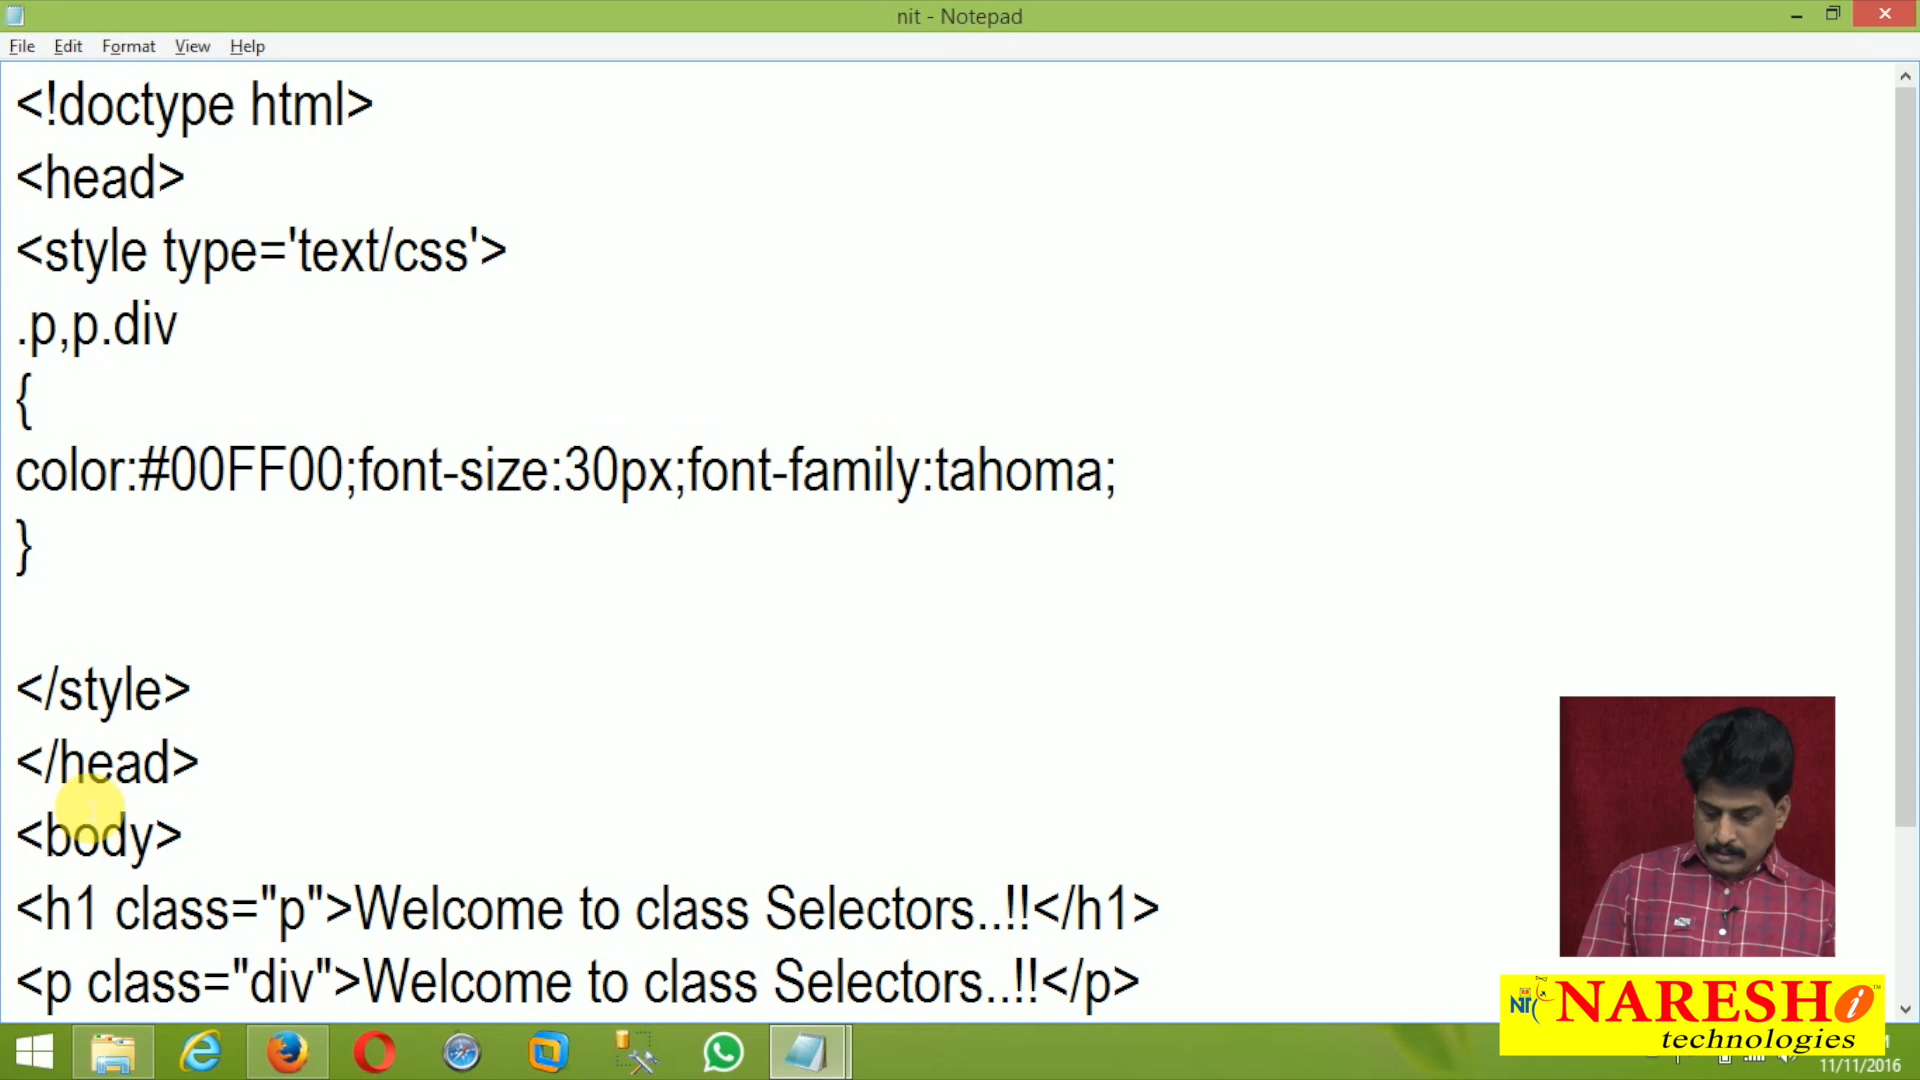 nit - Notepad
File Edit Format View Help
<!doctype html>
<head>
<style type='text/css'>
.p,p.div
{
color:#00FF00;font-size:30px;font-family:tahoma;
}
</style>
</head>
<body>
<h1 class="p">Welcome to class Selectors..!!</h1>
<p class="div">Welcome to class Selectors..!!</p>
NARESH i
technologies
11/11/2016